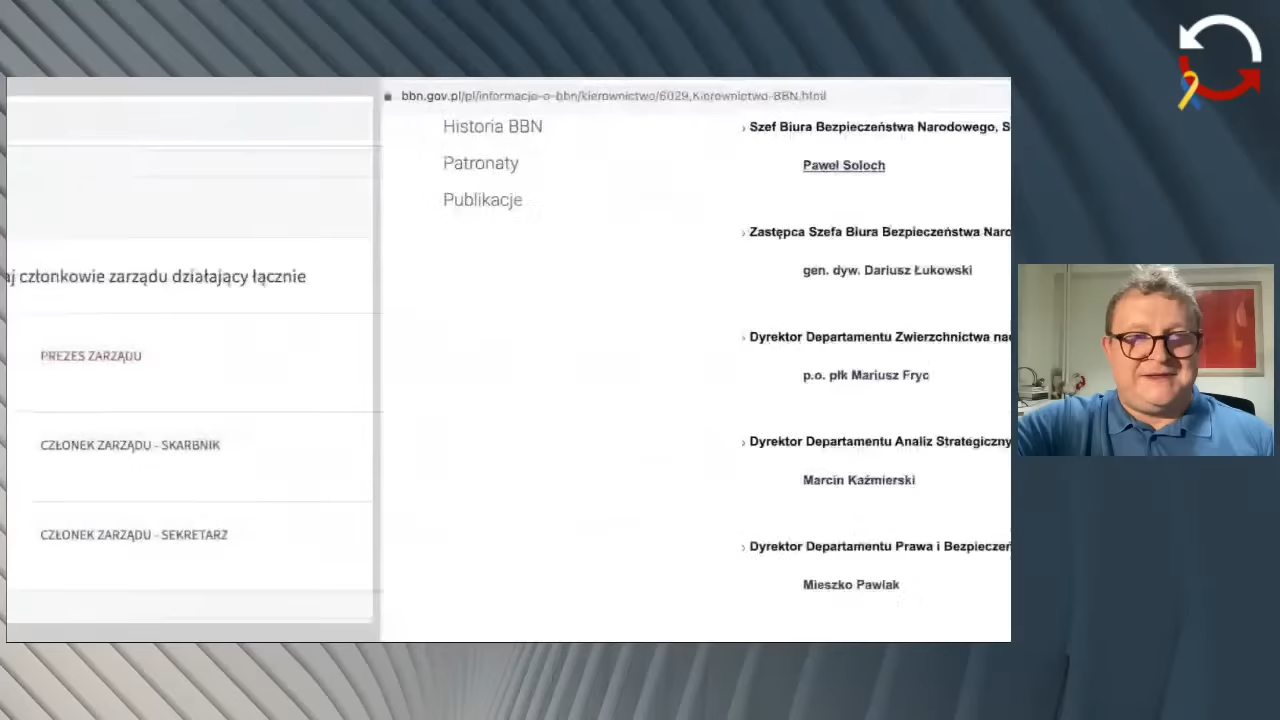 bbn.gov.pl/pl/informacje-o-bbn/kierownictwo/6029,Kierownictwo-BBN.html
Historia BBN
Patronaty
Publikacje
członkowie zarządu działający łącznie
PREZES ZARZĄDU
CZŁONEK ZARZĄDU - SKARBNIK
CZŁONEK ZARZĄDU - SEKRETARZ
Szef Biura Bezpieczeństwa Narodowego,
Paweł Soloch
Zastępca Szefa Biura Bezpieczeństwa Naro
gen. dyw. Dariusz Łukowski
Dyrektor Departamentu Zwierzchnictwa na
p.o. płk Mariusz Fryc
Dyrektor Departamentu Analiz Strategiczny
Marcin Kaźmierski
Dyrektor Departamentu Prawa i Bezpieczeń
Mieszko Pawlak